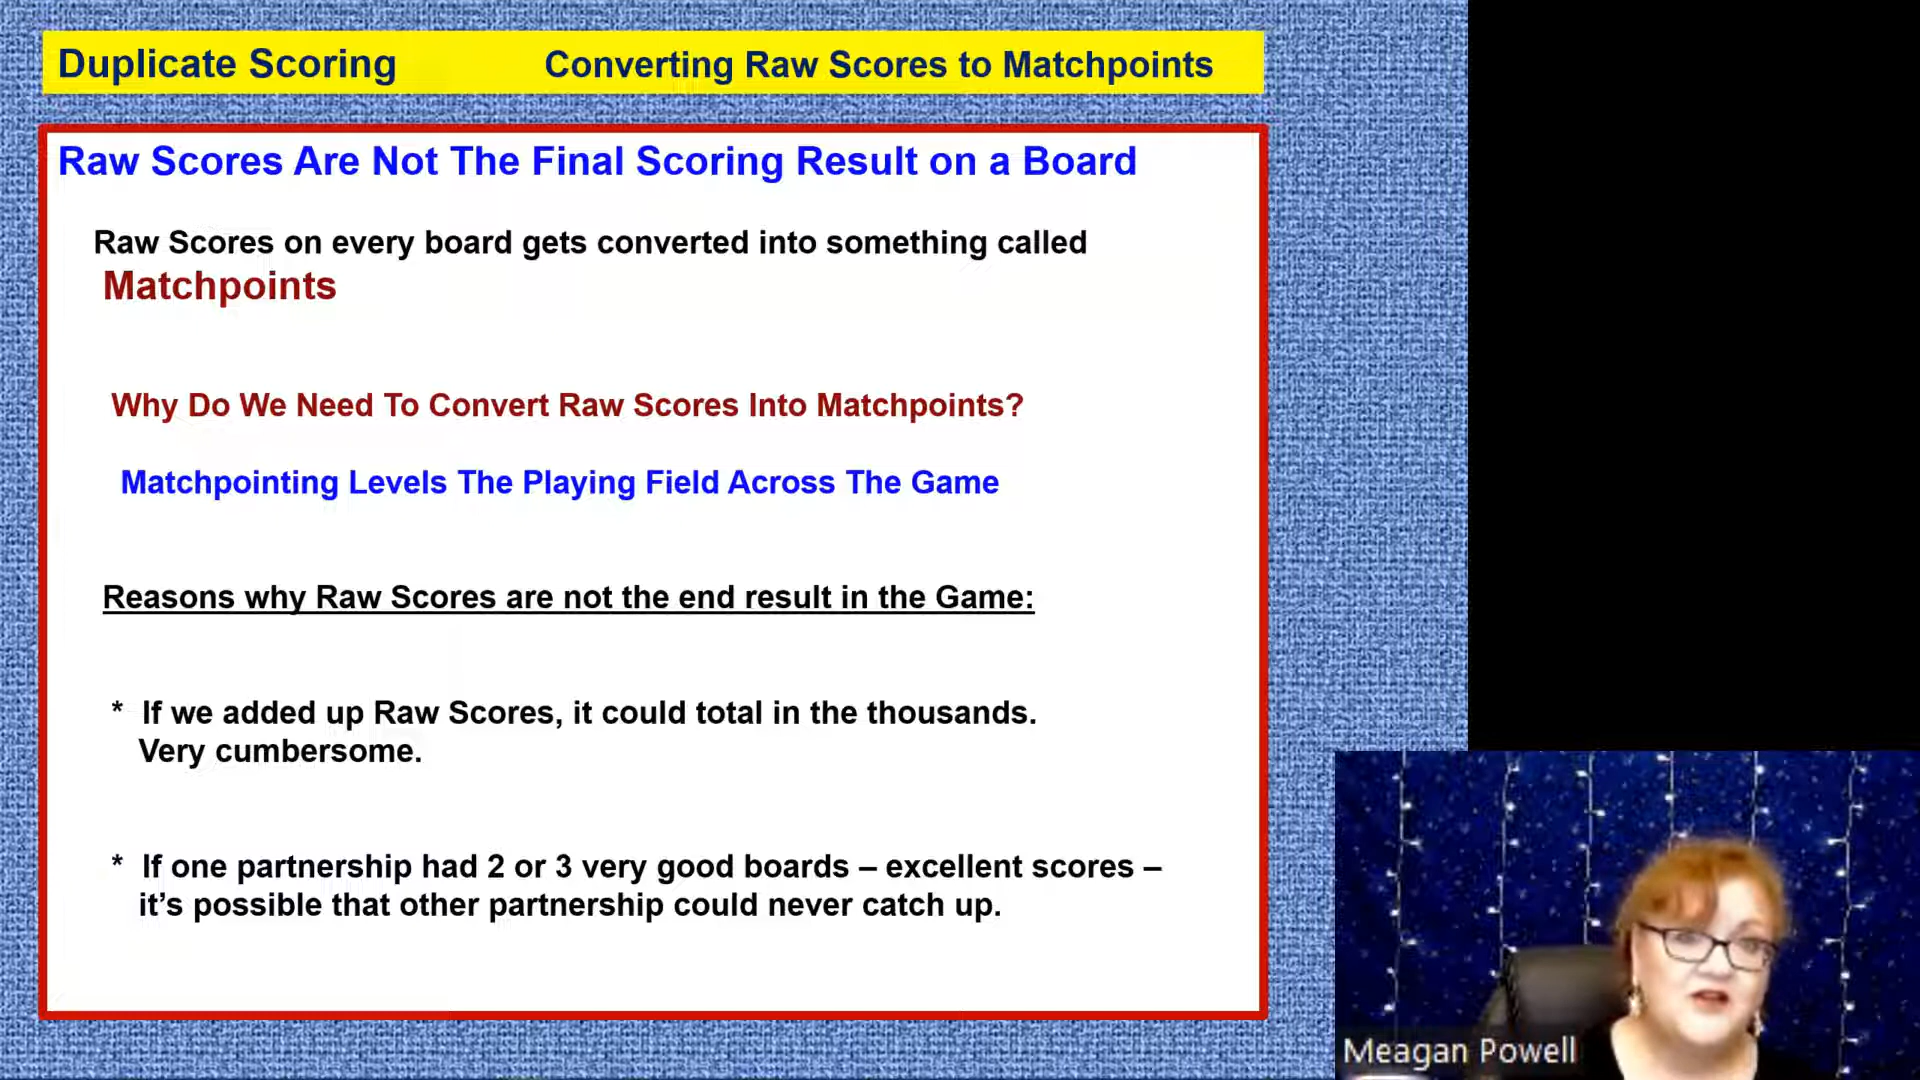 Duplicate Scoring Converting Raw Scores to Matchpoints
Raw Scores Are Not The Final Scoring Result on a Board
Raw Scores on every board gets converted into something called
Matchpoints
Why Do We Need To Convert Raw Scores Into Matchpoints?
Matchpointing Levels The Playing Field Across The Game
Reasons why Raw Scores are not the end result in the Game:
* If we added up Raw Scores, it could total in the thousands.
Very cumbersome.
* If one partnership had 2 or 3 very good boards – excellent scores –
it’s possible that other partnership could never catch up.
Meagan Powell